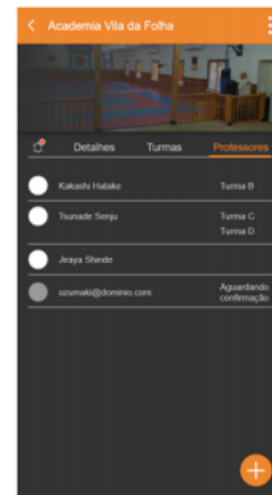 Academia Vila da Folha
Detalhes Turmas Professores
Kakashi Hatake Turma B
Tsunade Senju Turma C
Turma D
Jiraya Shinde
uzumaki@dominio.com Aguardando
confirmação